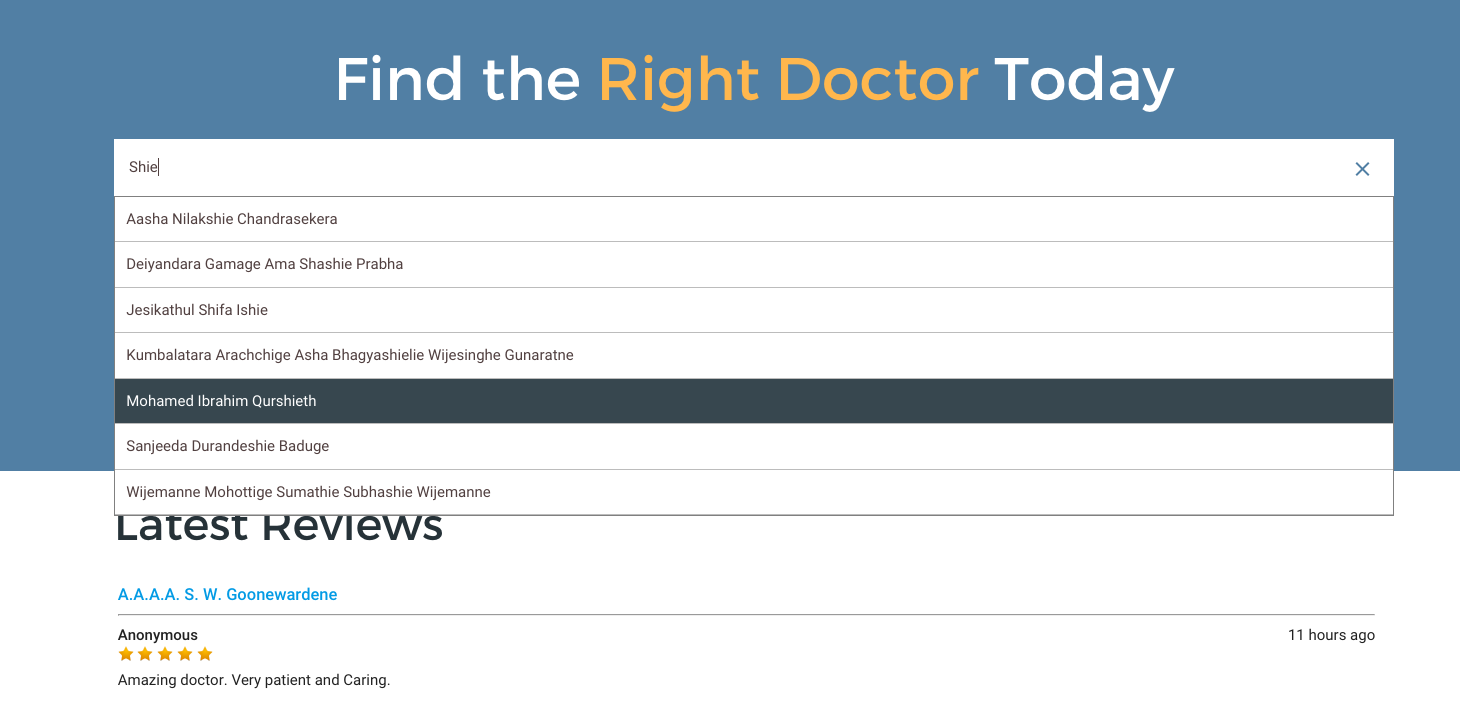 Find the Right Doctor Today
Shie
Aasha Nilakshie Chandrasekera
Deiyandara Gamage Ama Shashie Prabha
Jesikathul Shifa Ishie
Kumbalatara Arachchige Asha Bhagyashielie Wijesinghe Gunaratne
Mohamed Ibrahim Qurshieth
Sanjeeda Durandeshie Baduge
Wijemanne Mohottige Sumathie Subhashie Wijemanne
Latest Reviews
A.A.A.A. S. W. Goonewardene
Anonymous 11 hours ago
Amazing doctor. Very patient and Caring.